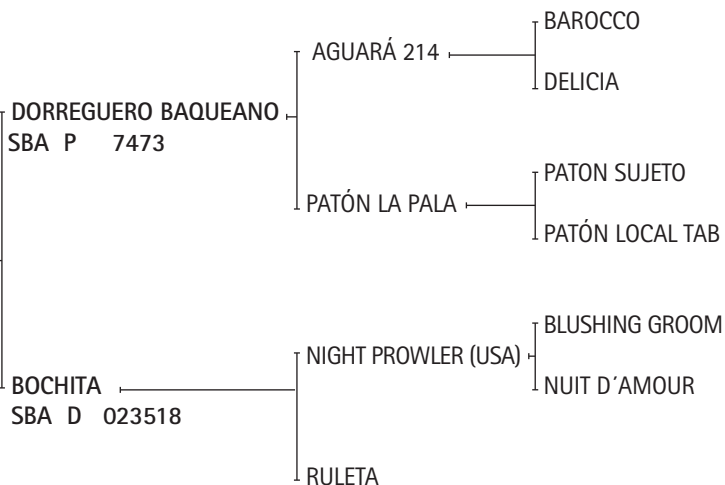 BAROCCO
AGUARÁ 214
DELICIA
DORREGUERO BAQUEANO
SBA P 7473
PATON SUJETO
PATÓN LA PALA
PATÓN LOCAL TAB
BLUSHING GROOM
NIGHT PROWLER (USA)
BOCHITA
NUIT D´AMOUR
SBA D 023518
RULETA